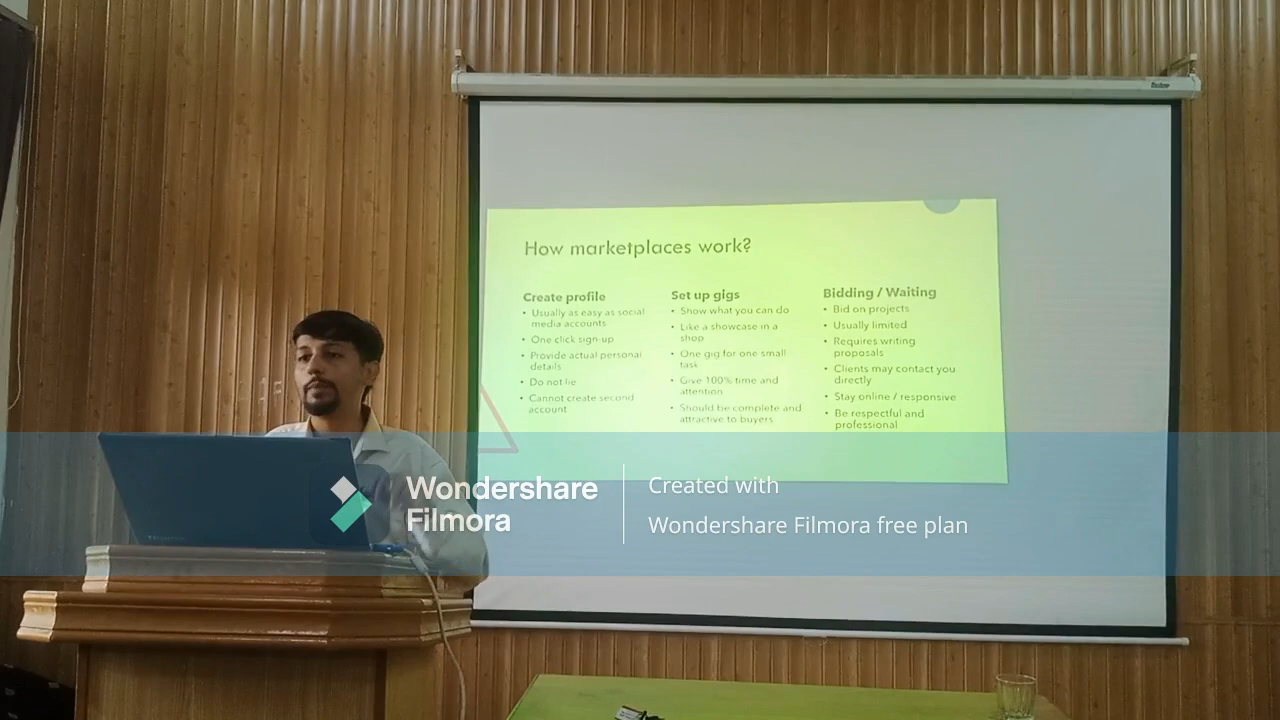 How marketplaces work?
Create profile
• Usually as easy as social
media accounts
• One click sign-up
• Provide actual personal
details
• Do not lie
• Cannot create second
account
Set up gigs
• Show what you can do
• Like a showcase in a
shop
• One gig for one small
task
• Give 100% time and
attention
• Should be complete and
attractive to buyers
Bidding / Waiting
• Bid on projects
• Usually limited
• Requires writing
proposals
• Clients may contact you
directly
• Stay online / responsive
• Be respectful and
professional
Wondershare
Filmora
Created with
Wondershare Filmora free plan